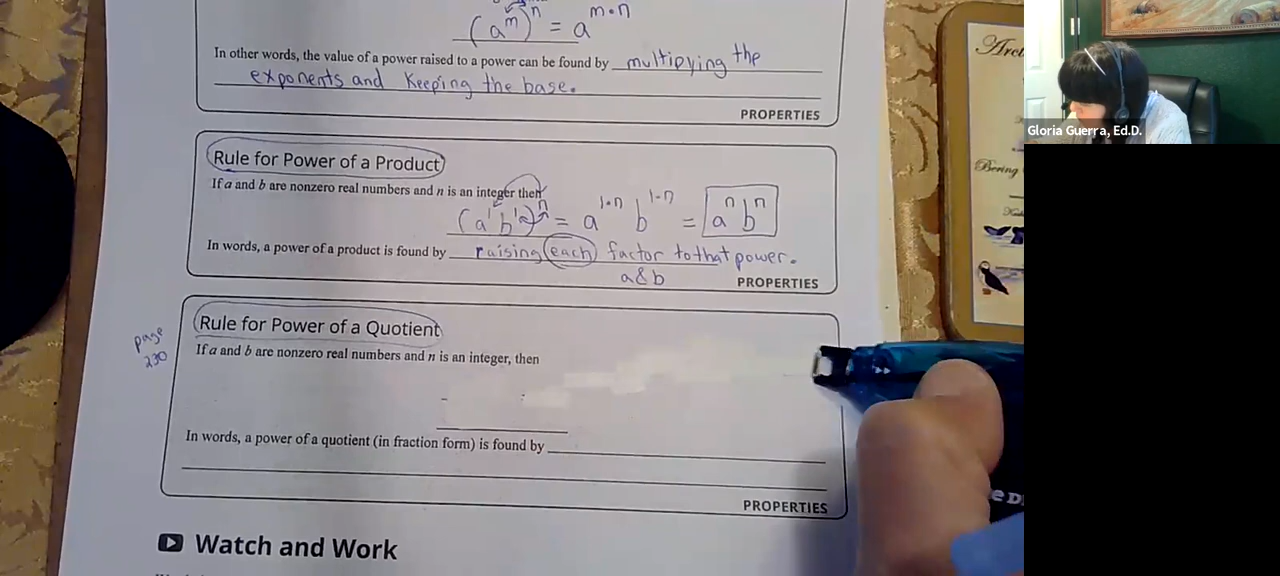 (a^m)^n = a^{m•n}
In other words, the value of a power raised to a power can be found by multiplying the
exponents and keeping the base.
PROPERTIES
Rule for Power of a Product
If a and b are nonzero real numbers and n is an integer then
(a^1 b^1)^n = a^{1•n} b^{1•n} = a^n b^n
In words, a power of a product is found by raising each factor to that power.
a & b
PROPERTIES
page
230
Rule for Power of a Quotient
If a and b are nonzero real numbers and n is an integer, then
In words, a power of a quotient (in fraction form) is found by
PROPERTIES
Watch and Work
Bering
Gloria Guerra, Ed.D.